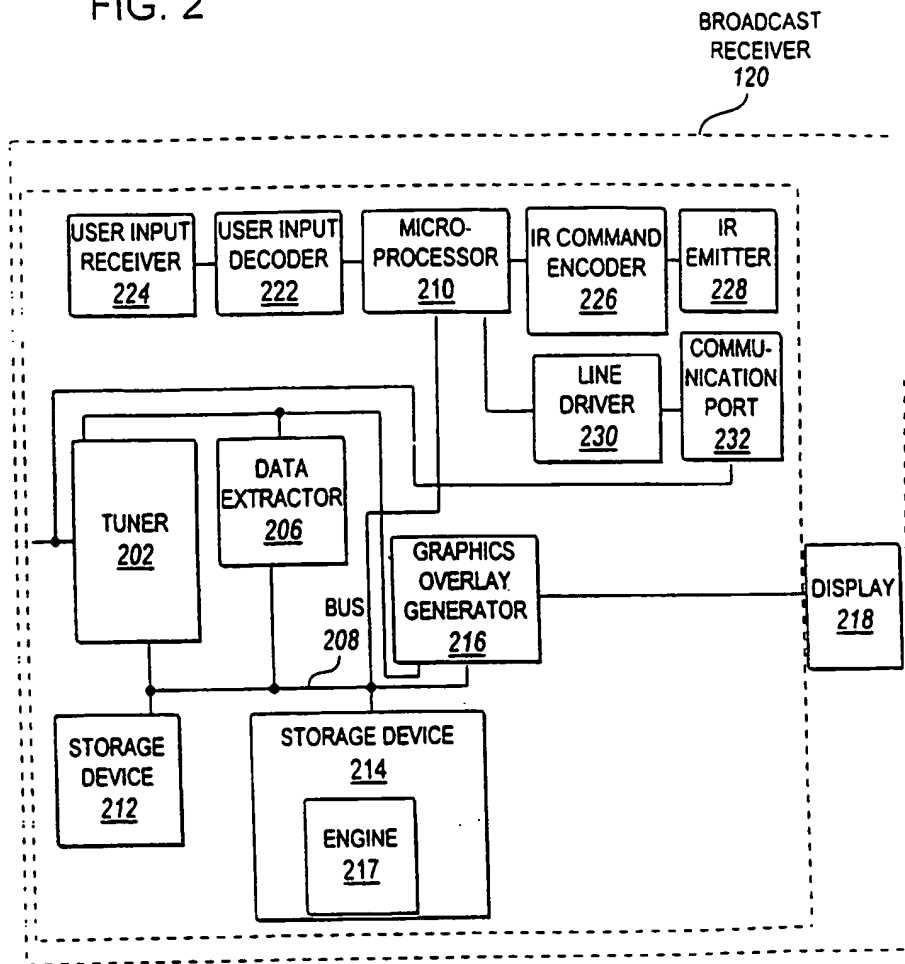 FIG. 2
BROADCAST
RECEIVER
120
USER INPUT
RECEIVER
224
USER INPUT
DECODER
222
MICRO-
PROCESSOR
210
IR COMMAND
ENCODER
226
IR
EMITTER
228
LINE
DRIVER
230
COMMU-
NICATION
PORT
232
TUNER
202
DATA
EXTRACTOR
206
GRAPHICS
OVERLAY
GENERATOR
216
DISPLAY
218
BUS
208
STORAGE
DEVICE
212
STORAGE DEVICE
214
ENGINE
217